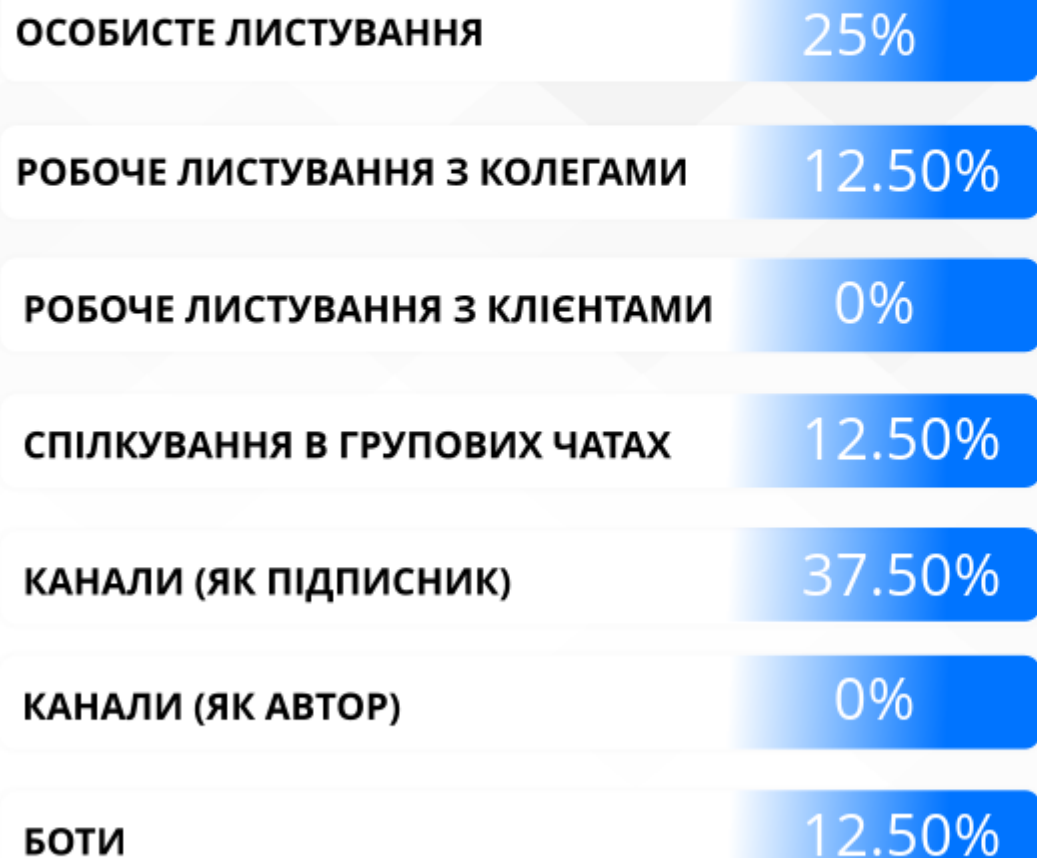 ОСОБИСТЕ ЛИСТУВАННЯ 25%
РОБОЧЕ ЛИСТУВАННЯ З КОЛЕГАМИ 12.50%
РОБОЧЕ ЛИСТУВАННЯ З КЛІЄНТАМИ 0%
СПІЛКУВАННЯ В ГРУПОВИХ ЧАТАХ 12.50%
КАНАЛИ (ЯК ПІДПИСНИК) 37.50%
КАНАЛИ (ЯК АВТОР) 0%
БОТИ 12.50%